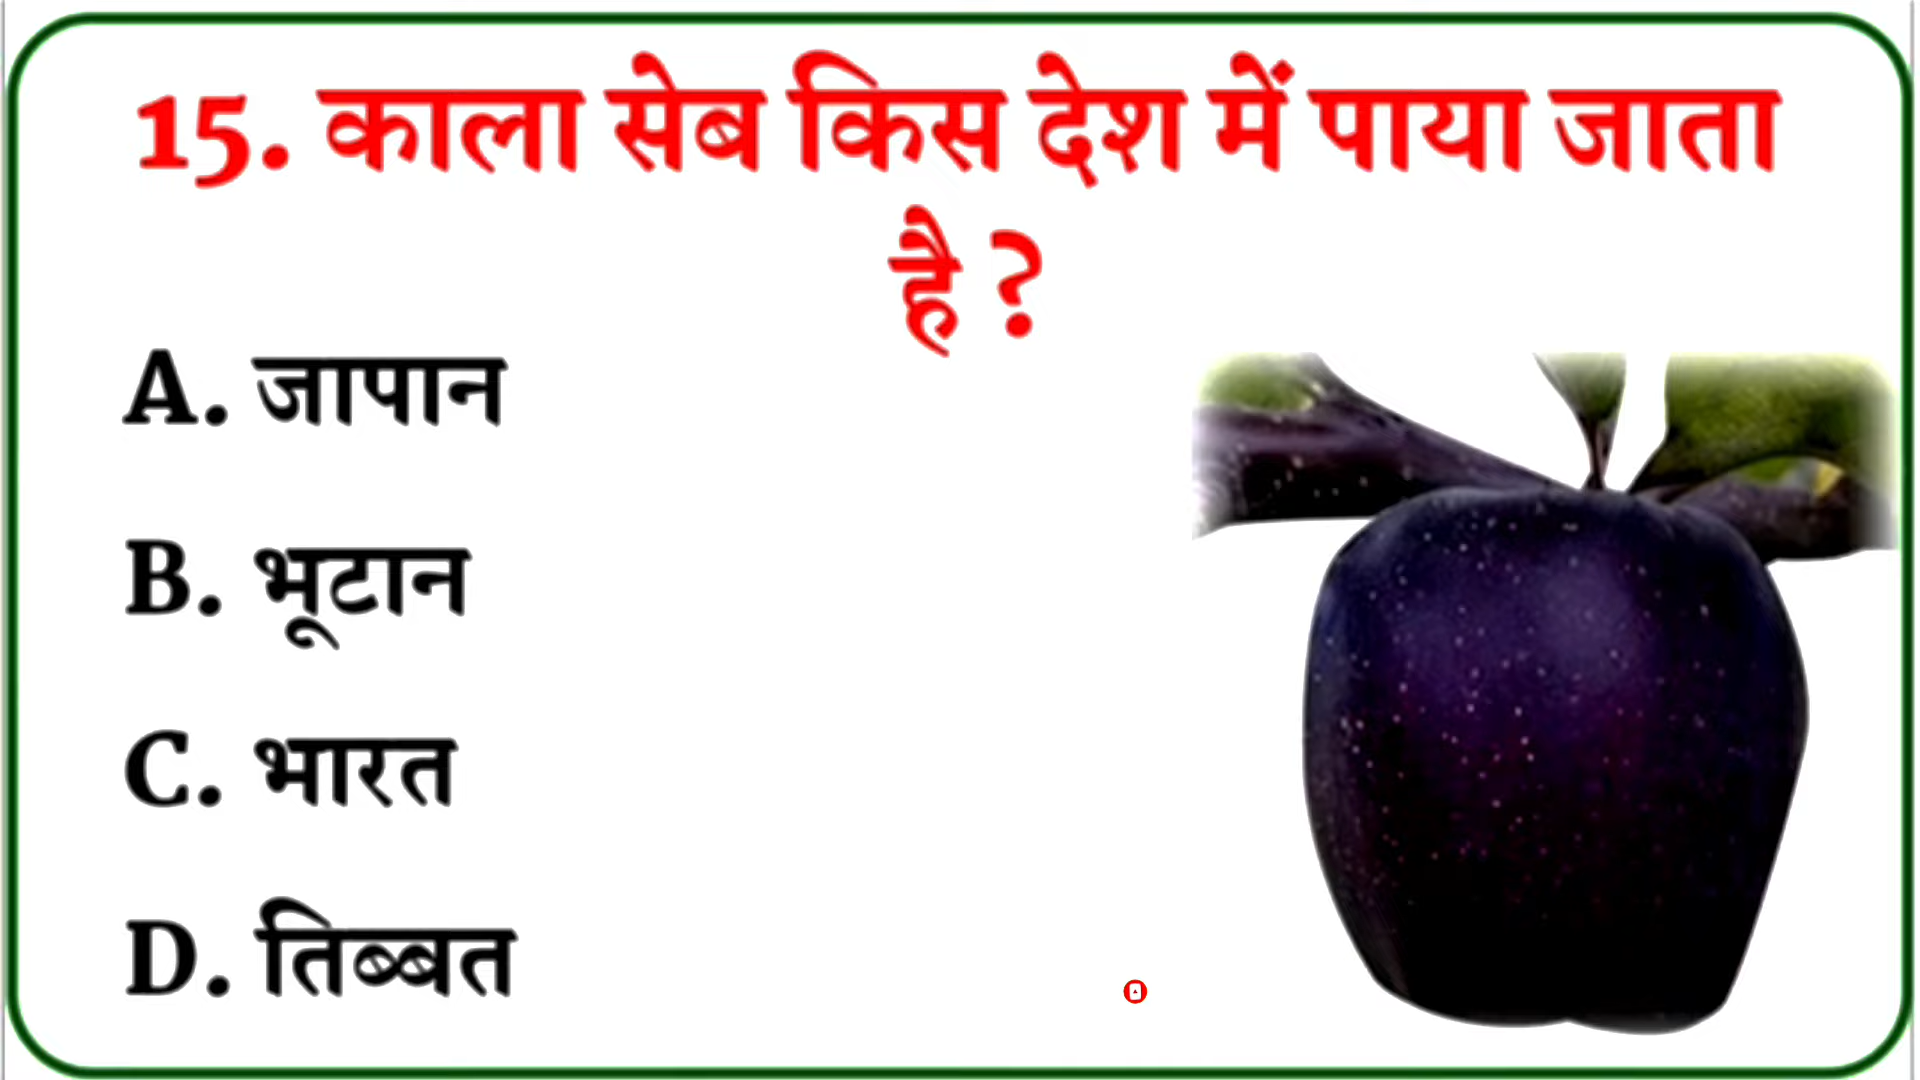 15. काला सेब किस देश में पाया जाता
है ?
A. जापान
B. भूटान
C. भारत
D. तिब्बत